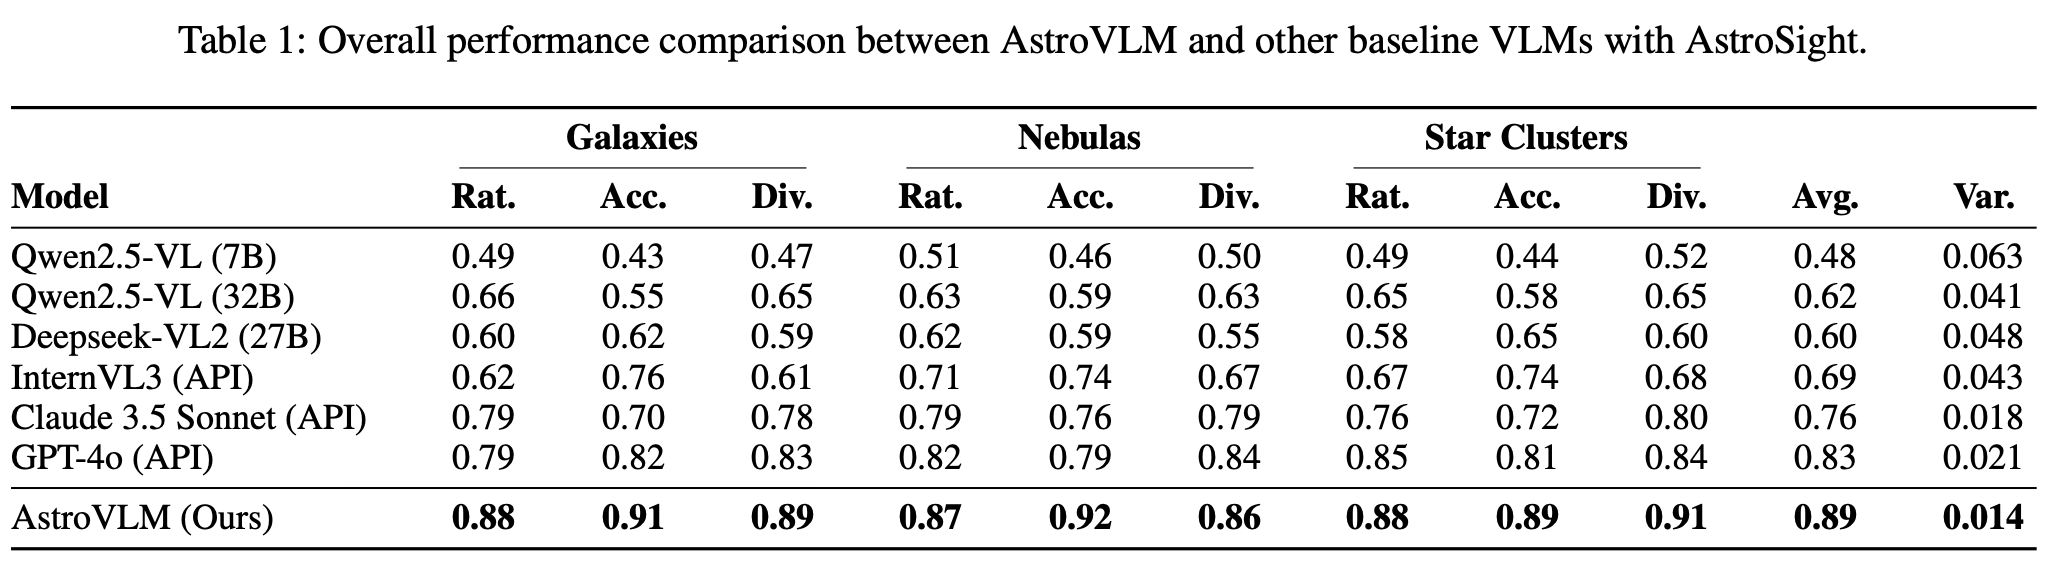 Table 1: Overall performance comparison between AstroVLM and other baseline VLMs with AstroSight.
Galaxies Nebulas Star Clusters
Model Rat. Acc. Div. Rat. Acc. Div. Rat. Acc. Div. Avg. Var.
Qwen2.5-VL (7B) 0.49 0.43 0.47 0.51 0.46 0.50 0.49 0.44 0.52 0.48 0.063
Qwen2.5-VL (32B) 0.66 0.55 0.65 0.63 0.59 0.63 0.65 0.58 0.65 0.62 0.041
Deepseek-VL2 (27B) 0.60 0.62 0.59 0.62 0.59 0.55 0.58 0.65 0.60 0.60 0.048
InternVL3 (API) 0.62 0.76 0.61 0.71 0.74 0.67 0.67 0.74 0.68 0.69 0.043
Claude 3.5 Sonnet (API) 0.79 0.70 0.78 0.79 0.76 0.79 0.76 0.72 0.80 0.76 0.018
GPT-4o (API) 0.79 0.82 0.83 0.82 0.79 0.84 0.85 0.81 0.84 0.83 0.021
AstroVLM (Ours) 0.88 0.91 0.89 0.87 0.92 0.86 0.88 0.89 0.91 0.89 0.014